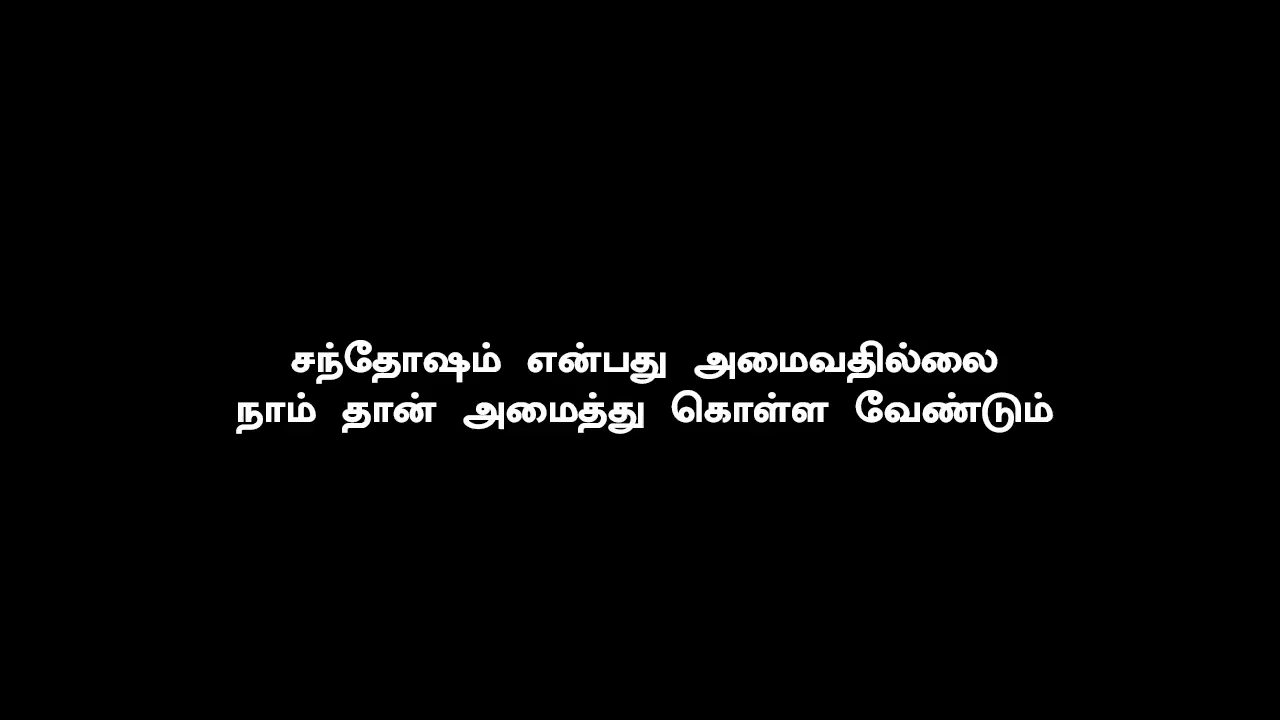 சந்தோஷம் என்பது அமைவதில்லை
நாம் தான் அமைத்து கொள்ள வேண்டும்